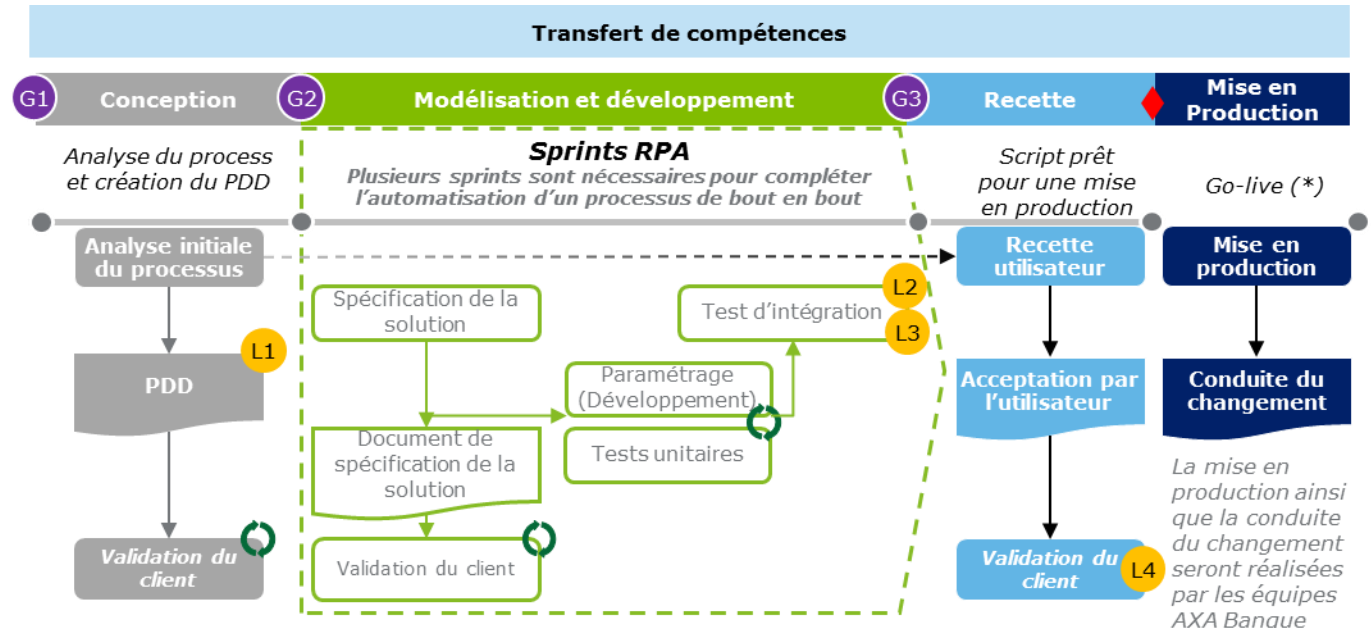 Transfert de compétences
G1
Conception
G2
Modélisation et développement
G3
Recette
Mise en
Production
Analyse du process
et création du PDD
Sprints RPA
Plusieurs sprints sont nécessaires pour compléter
l'automatisation d'un processus de bout en bout
Script prêt
pour une mise
en production
Go-live (*)
Analyse initiale
du processus
L1
PDD
Validation du
client
Spécification de la
solution
Document de
spécification de la
solution
Validation du client
Paramétrage
(Développement)
Tests unitaires
Test d'intégration
L2
L3
Recette
utilisateur
Acceptation par
l'utilisateur
Validation du
client
L4
Mise en
production
Conduite du
changement
La mise en
production ainsi
que la conduite
du changement
seront réalisées
par les équipes
AXA Banque